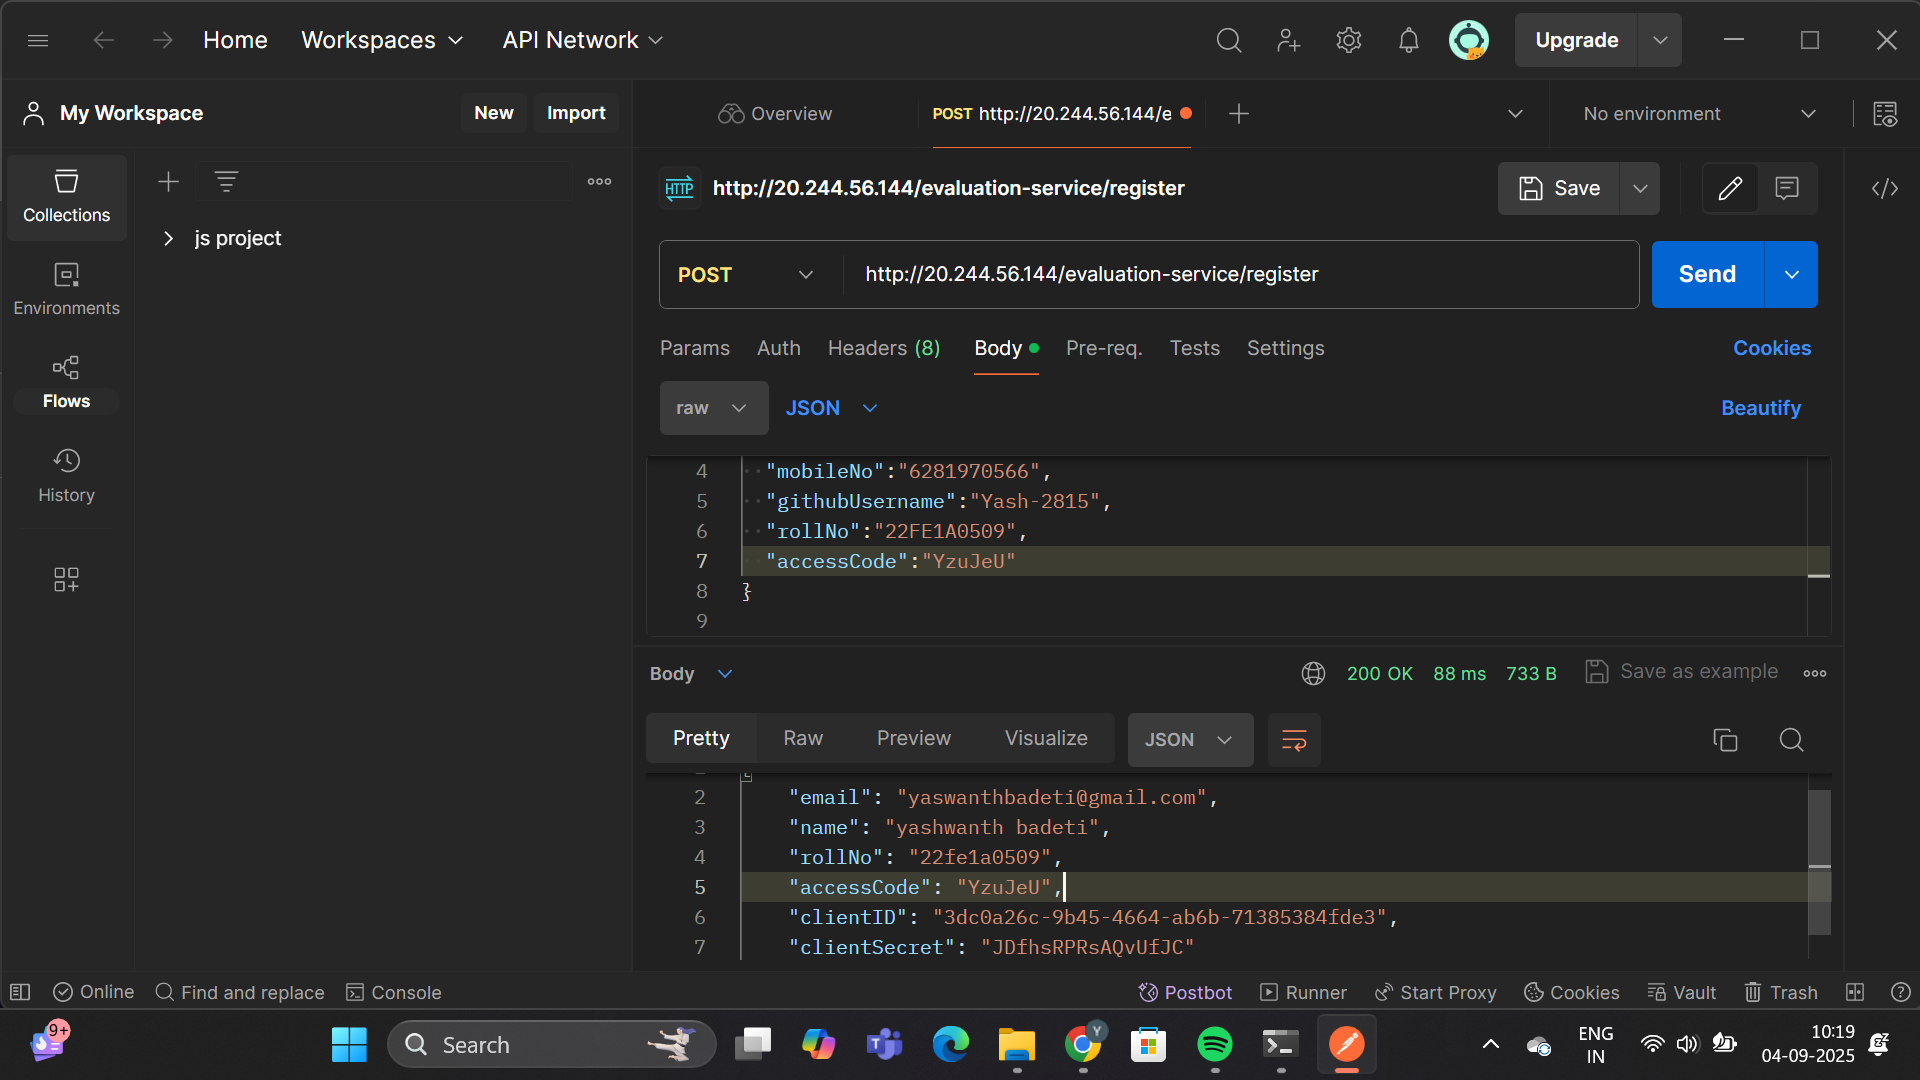 Home
Workspaces
API Network
Upgrade
My Workspace
New
Import
Overview
POST http://20.244.56.144/e
No environment
Collections
js project
Environments
Flows
History
HTTP
http://20.244.56.144/evaluation-service/register
Save
POST
http://20.244.56.144/evaluation-service/register
Send
Params
Auth
Headers (8)
Body
Pre-req.
Tests
Settings
Cookies
raw
JSON
Beautify
4 "mobileNo":"6281970566",
5 "githubUsername":"Yash-2815",
6 "rollNo":"22FE1A0509",
7 "accessCode":"YzuJeU"
8 }
9
Body
200 OK
88 ms
733 B
Save as example
Pretty
Raw
Preview
Visualize
JSON
2 "email": "yaswanthbadeti@gmail.com",
3 "name": "yashwanth badeti",
4 "rollNo": "22fe1a0509",
5 "accessCode": "YzuJeU",
6 "clientID": "3dc0a26c-9b45-4664-ab6b-71385384fde3",
7 "clientSecret": "JDfhsRPRsAQvUfJC"
Online
Find and replace
Console
Postbot
Runner
Start Proxy
Cookies
Vault
Trash
9+
Search
Y
ENG
IN
10:19
04-09-2025